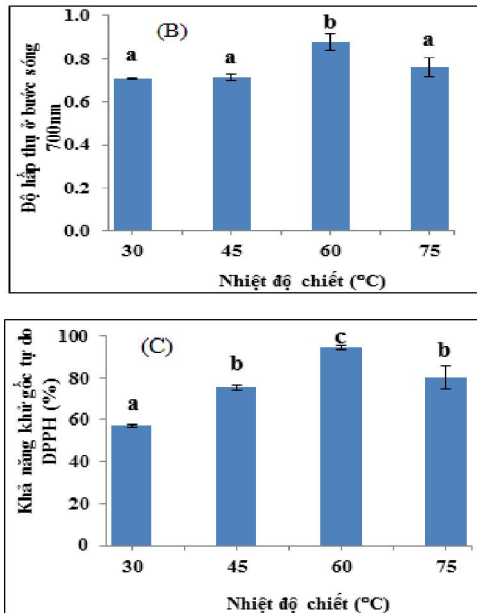 (B)
Độ hấp thụ ở bước sóng
700nm
1.0
0.8
0.6
0.4
0.2
0.0
a
a
b
a
30
45
60
75
Nhiệt độ chiết (°C)
(C)
Khả năng khử gốc tự do
DPPH (%)
100
80
60
40
20
0
a
b
c
b
30
45
60
75
Nhiệt độ chiết (°C)